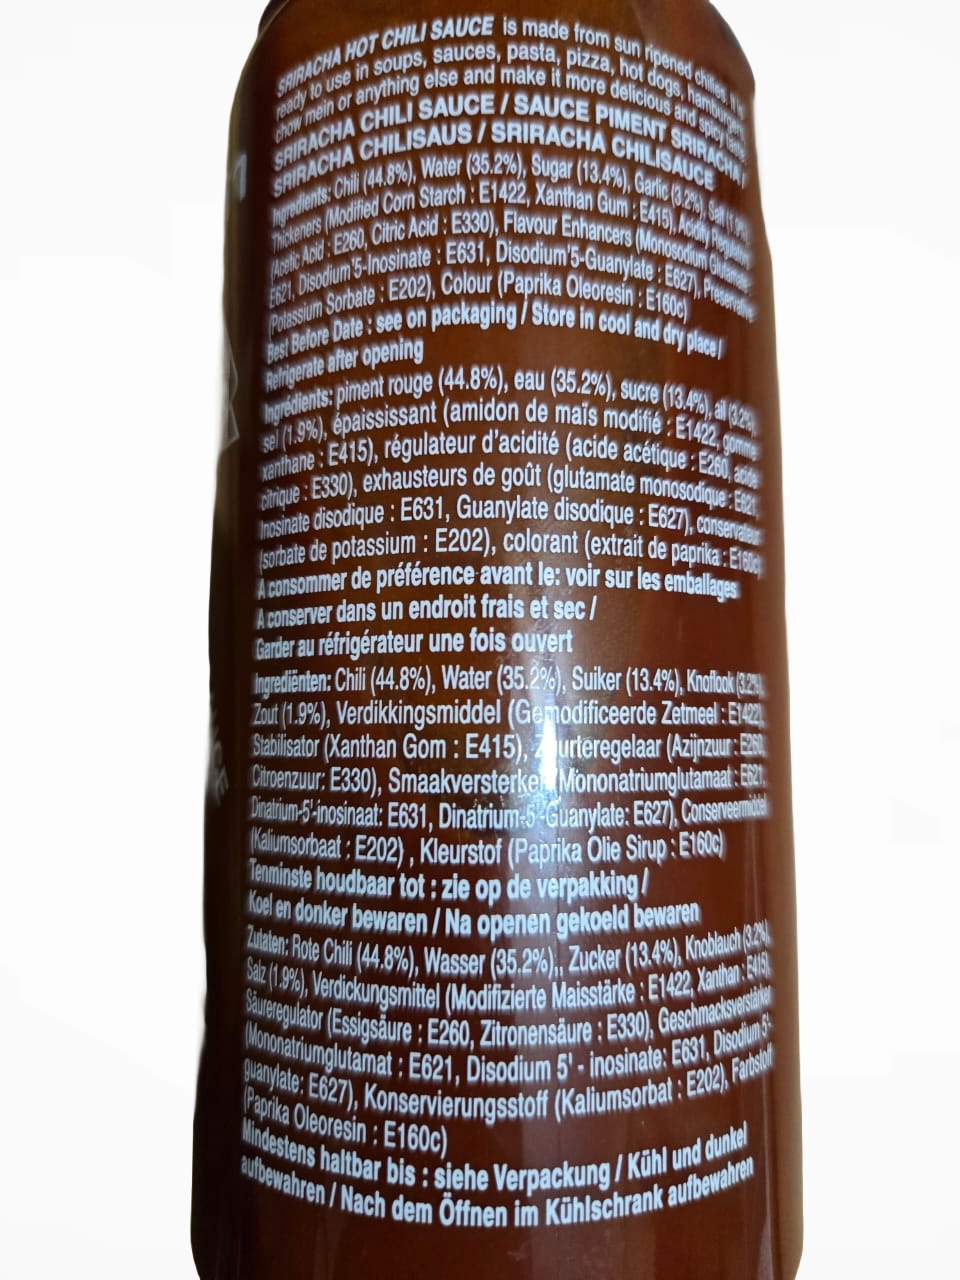 SRIRACHA HOT CHILI SAUCE is made from sun ripened chilies. It is
ready to use in soups, sauces, pasta, pizza, hot dogs, hamburgers
chow mein or anything else and make it more delicious and spicy taste
SRIRACHA CHILI SAUCE / SAUCE PIMENT SRIRACHA /
SRIRACHA CHILISAUS / SRIRACHA CHILISAUCE
Ingredients: Chili (44.8%), Water (35.2%), Sugar (13.4%), Garlic (3.2%), Salt (1.9%),
Thickeners (Modified Corn Starch : E1422, Xanthan Gum : E415), Acidity Regulators
(Acetic Acid : E260, Citric Acid : E330), Flavour Enhancers (Monosodium Glutamate
E621, Disodium'5-Inosinate : E631, Disodium'5-Guanylate : E627), Preservative
(Potassium Sorbate : E202), Colour (Paprika Oleoresin : E160c)
Best Before Date : see on packaging / Store in cool and dry place /
Refrigerate after opening
Ingrédients: piment rouge (44.8%), eau (35.2%), sucre (13.4%), ail (3.2%),
sel (1.9%), épaississant (amidon de maïs modifié : E1422, gomme
xanthane : E415), régulateur d'acidité (acide acétique : E260, acide
citrique : E330), exhausteurs de goût (glutamate monosodique : E621,
Inosinate disodique : E631, Guanylate disodique : E627), conservateur
(sorbate de potassium : E202), colorant (extrait de paprika : E160c)
A consommer de préférence avant le: voir sur les emballages
A conserver dans un endroit frais et sec /
Garder au réfrigérateur une fois ouvert
Ingrediënten: Chili (44.8%), Water (35.2%), Suiker (13.4%), Knoflook (3.2%),
Zout (1.9%), Verdikkingsmiddel (Gemodificeerde Zetmeel : E1422),
Stabilisator (Xanthan Gom : E415), Zuurteregelaar (Azijnzuur : E260,
Citroenzuur: E330), Smaakversterker (Mononatriumglutamaat : E621,
Dinatrium-5'-inosinaat: E631, Dinatrium-5'-Guanylate: E627), Conserveermiddel
(Kaliumsorbaat : E202) , Kleurstof (Paprika Olie Sirup : E160c)
Tenminste houdbaar tot : zie op de verpakking /
Koel en donker bewaren / Na openen gekoeld bewaren
Zutaten: Rote Chili (44,8%), Wasser (35.2%),, Zucker (13.4%), Knoblauch (3.2%),
Salz (1.9%), Verdickungsmittel (Modifizierte Maisstärke : E1422, Xanthan : E415),
Säureregulator (Essigsäure : E260, Zitronensäure : E330), Geschmacksverstärker
(Mononatriumglutamat : E621, Disodium 5' - inosinate: E631, Disodium 5'-
guanylate: E627), Konservierungsstoff (Kaliumsorbat : E202), Farbstoff
(Paprika Oleoresin : E160c)
Mindestens haltbar bis : siehe Verpackung / Kühl und dunkel
aufbewahren / Nach dem Öffnen im Kühlschrank aufbewahren